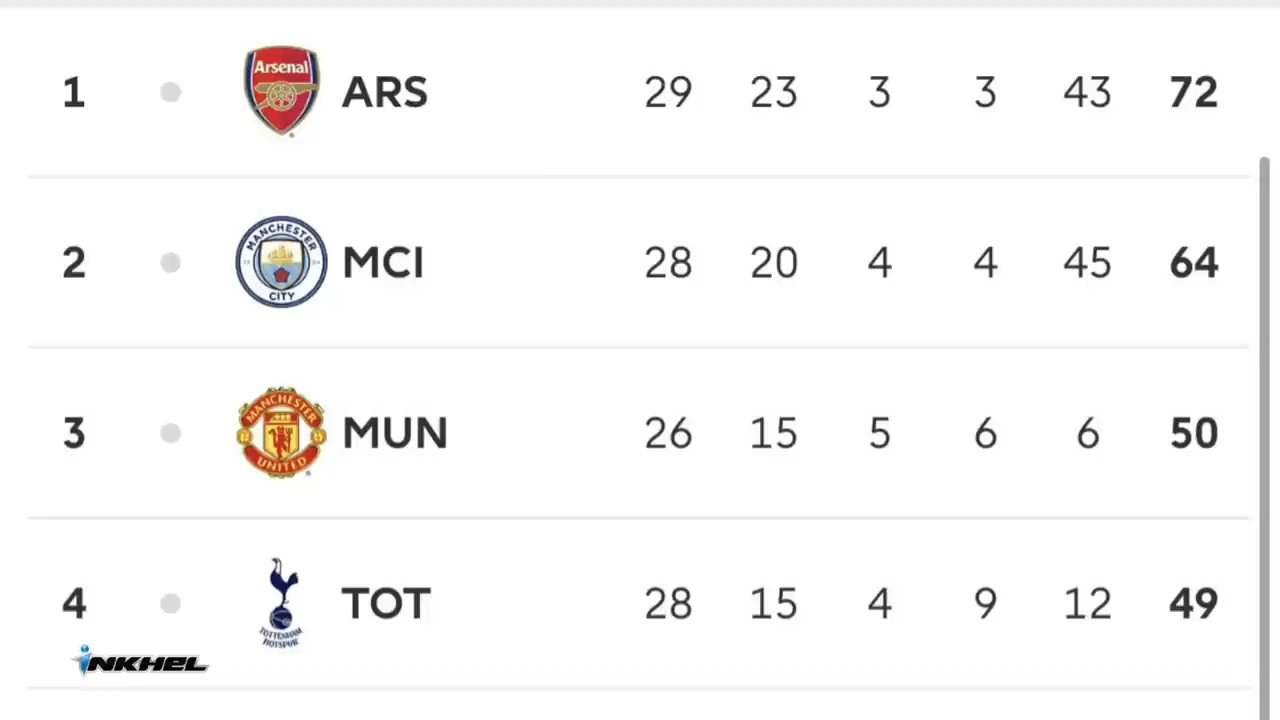 1 Arsenal ARS 29 23 3 3 43 72
2 MANCHESTER CITY MCI 28 20 4 4 45 64
3 MANCHESTER UNITED MUN 26 15 5 6 6 50
4 TOTTENHAM HOTSPUR TOT 28 15 4 9 12 49
iNKHEL